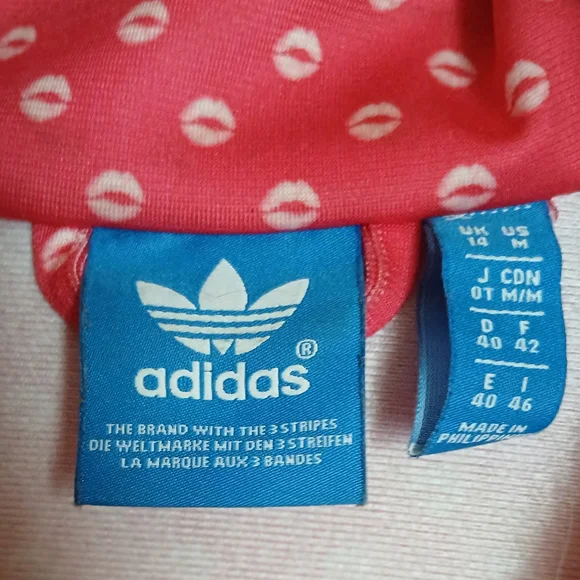 adidas®
THE BRAND WITH THE 3 STRIPES
DIE WELTMARKE MIT DEN 3 STREIFEN
LA MARQUE AUX 3 BANDES
UK US
14 M
J CDN
OT M/M
D F
40 42
E I
40 46
MADE IN